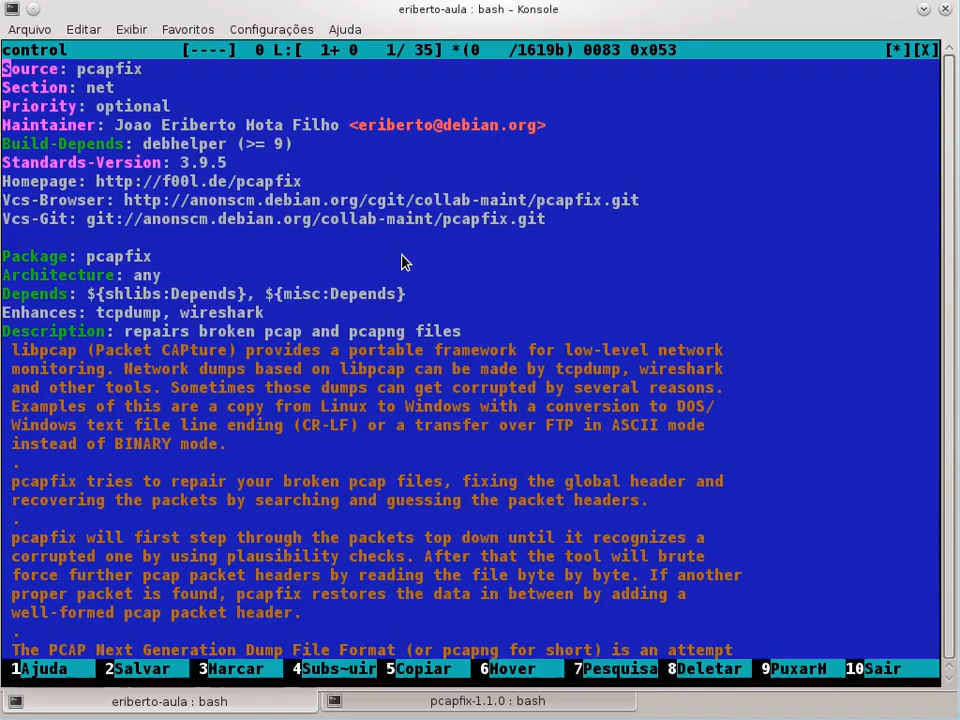 eriberto-aula : bash – Konsole
Arquivo Editar Exibir Favoritos Configurações Ajuda
control [----] 0 L:[ 1+ 0 1/ 35] *(0 /1619b) 0083 0x053 [*][X]
Source: pcapfix
Section: net
Priority: optional
Maintainer: Joao Eriberto Mota Filho <eriberto@debian.org>
Build-Depends: debhelper (>= 9)
Standards-Version: 3.9.5
Homepage: http://f00l.de/pcapfix
Vcs-Browser: http://anonscm.debian.org/cgit/collab-maint/pcapfix.git
Vcs-Git: git://anonscm.debian.org/collab-maint/pcapfix.git
Package: pcapfix
Architecture: any
Depends: ${shlibs:Depends}, ${misc:Depends}
Enhances: tcpdump, wireshark
Description: repairs broken pcap and pcapng files
libpcap (Packet CAPture) provides a portable framework for low-level network
monitoring. Network dumps based on libpcap can be made by tcpdump, wireshark
and other tools. Sometimes those dumps can get corrupted by several reasons.
Examples of this are a copy from Linux to Windows with a conversion to DOS/
Windows text file line ending (CR-LF) or a transfer over FTP in ASCII mode
instead of BINARY mode.
.
pcapfix tries to repair your broken pcap files, fixing the global header and
recovering the packets by searching and guessing the packet headers.
.
pcapfix will first step through the packets top down until it recognizes a
corrupted one by using plausibility checks. After that the tool will brute
force further pcap packet headers by reading the file byte by byte. If another
proper packet is found, pcapfix restores the data in between by adding a
well-formed pcap packet header.
.
The PCAP Next Generation Dump File Format (or pcapng for short) is an attempt
1Ajuda 2Salvar 3Marcar 4Subs~uir 5Copiar 6Mover 7Pesquisa 8Deletar 9PuxarM 10Sair
eriberto-aula : bash pcapfix-1.1.0 : bash